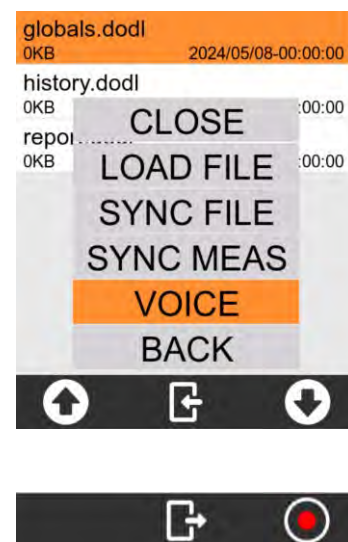 globals.dodl
0KB 2024/05/08-00:00:00
history.dodl
0KB :00:00
CLOSE
0KB :00:00
LOAD FILE
SYNC FILE
SYNC MEAS
VOICE
BACK